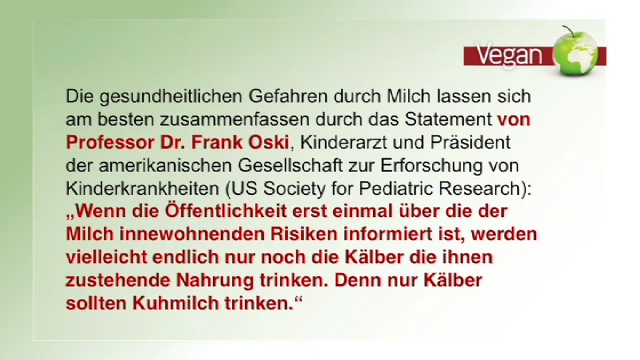 Vegan
Die gesundheitlichen Gefahren durch Milch lassen sich
am besten zusammenfassen durch das Statement von
Professor Dr. Frank Oski, Kinderarzt und Präsident
der amerikanischen Gesellschaft zur Erforschung von
Kinderkrankheiten (US Society for Pediatric Research):
„Wenn die Öffentlichkeit erst einmal über die der
Milch innewohnenden Risiken informiert ist, werden
vielleicht endlich nur noch die Kälber die ihnen
zustehende Nahrung trinken. Denn nur Kälber
sollten Kuhmilch trinken.“